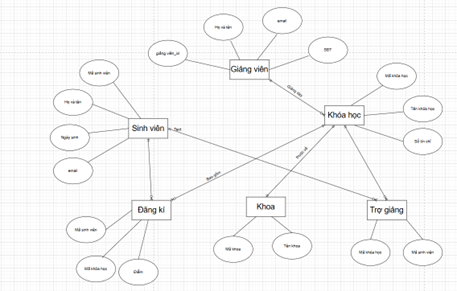 Họ và tên
email
giảng viên_id
SĐT
Giảng viên
Mã sinh viên
Mã khóa học
Giảng dạy
Họ và tên
Tên khóa học
Khóa học
Sinh viên
Ngày sinh
Số tín chỉ
email
Bao gồm
thuộc về
Đăng kí
Khoa
Trợ giảng
Mã sinh viên
Mã khoa
Tên khoa
Mã khóa học
Mã sinh viên
Mã khóa học
Điểm